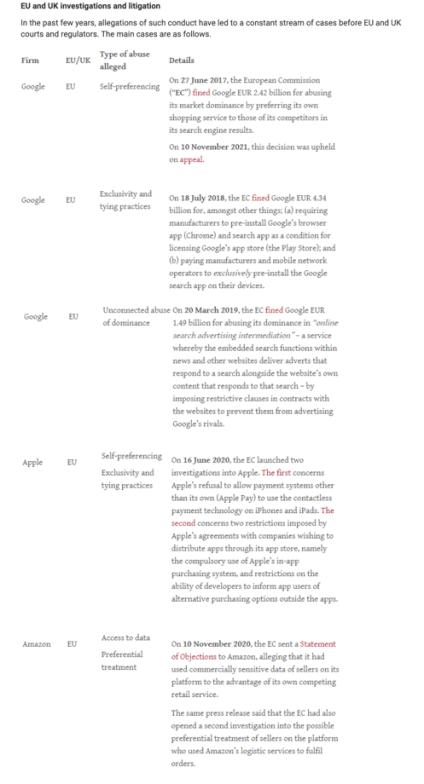 EU and UK investigations and litigation
In the past few years, allegations of such conduct have led to a constant stream of cases before EU and UK
courts and regulators. The main cases are as follows.
Firm EU/UK Type of abuse alleged Details
Google EU Self-preferencing
On 27 June 2017, the European Commission
("EC") fined Google EUR 2.42 billion for abusing
its market dominance by preferring its own
shopping service to those of its competitors in
its search engine results.
On 10 November 2021, this decision was upheld
on appeal.
Google EU Exclusivity and
tying practices
On 18 July 2018, the EC fined Google EUR 4.34
billion for, amongst other things; (a) requiring
manufacturers to pre-install Google's browser
app (Chrome) and search app as a condition for
licensing Google's app store (the Play Store); and
(b) paying manufacturers and mobile network
operators to exclusively pre-install the Google
search app on their devices.
Google EU Unconnected abuse
of dominance
On 20 March 2019, the EC fined Google EUR
1.49 billion for abusing its dominance in "online
search advertising intermediation" – a service
whereby the embedded search functions within
news and other websites deliver adverts that
respond to a search alongside the website's own
content that responds to that search – by
imposing restrictive clauses in contracts with
the websites to prevent them from advertising
Google's rivals.
Apple EU Self-preferencing
Exclusivity and
tying practices
On 16 June 2020, the EC launched two
investigations into Apple. The first concerns
Apple's refusal to allow payment systems other
than its own (Apple Pay) to use the contactless
payment technology on iPhones and iPads. The
second concerns two restrictions imposed by
Apple's agreements with companies wishing to
distribute apps through its app store, namely
the compulsory use of Apple's in-app
purchasing system, and restrictions on the
ability of developers to inform app users of
alternative purchasing options outside the apps.
Amazon EU Access to data
Preferential
treatment
On 10 November 2020, the EC sent a Statement
of Objections to Amazon, alleging that it had
used commercially sensitive data of sellers on its
platform to the advantage of its own competing
retail service.
The same press release said that the EC had also
opened a second investigation into the possible
preferential treatment of sellers on the platform
who used Amazon's logistic services to fulfil
orders.